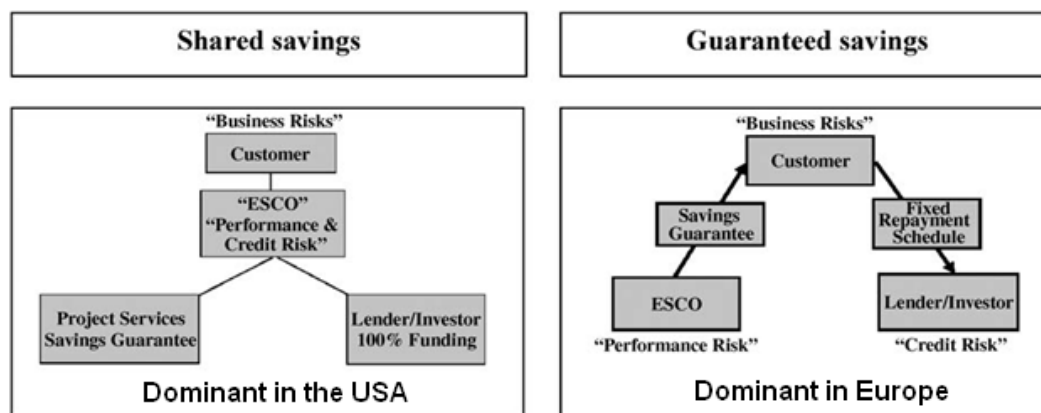 Shared savings
Guaranteed savings
“Business Risks”
Customer
“ESCO”
“Performance &
Credit Risk”
Project Services
Savings Guarantee
Lender/Investor
100% Funding
Dominant in the USA
“Business Risks”
Customer
Savings
Guarantee
Fixed
Repayment
Schedule
ESCO
Lender/Investor
“Performance Risk”
“Credit Risk”
Dominant in Europe